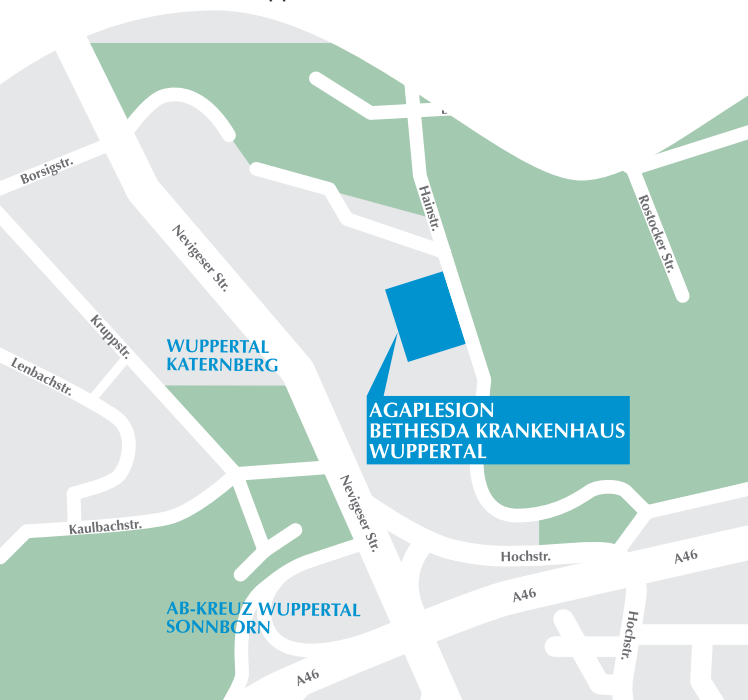 Borsigstr.
Hainstr.
Rostocker Str.
Nevigeser Str.
Kruppstr.
WUPPERTAL
KATERNBERG
Lenbachstr.
AGAPLESION
BETHESDA KRANKENHAUS
WUPPERTAL
Nevigeser Str.
Kaulbachstr.
Hochstr.
A46
A46
AB-KREUZ WUPPERTAL
SONNBORN
Hochstr.
A46